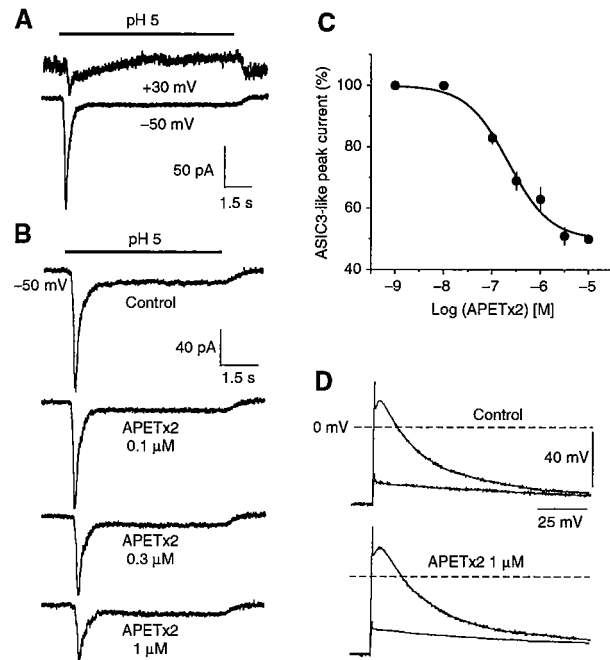 A
pH 5
+30 mV
−50 mV
50 pA
1.5 s
B
pH 5
−50 mV
Control
40 pA
1.5 s
APETx2
0.1 µM
APETx2
0.3 µM
APETx2
1 µM
C
ASIC3-like peak current (%)
100
80
60
40
−9 −8 −7 −6 −5
Log (APETx2) [M]
D
Control
0 mV
40 mV
25 mV
APETx2 1 µM